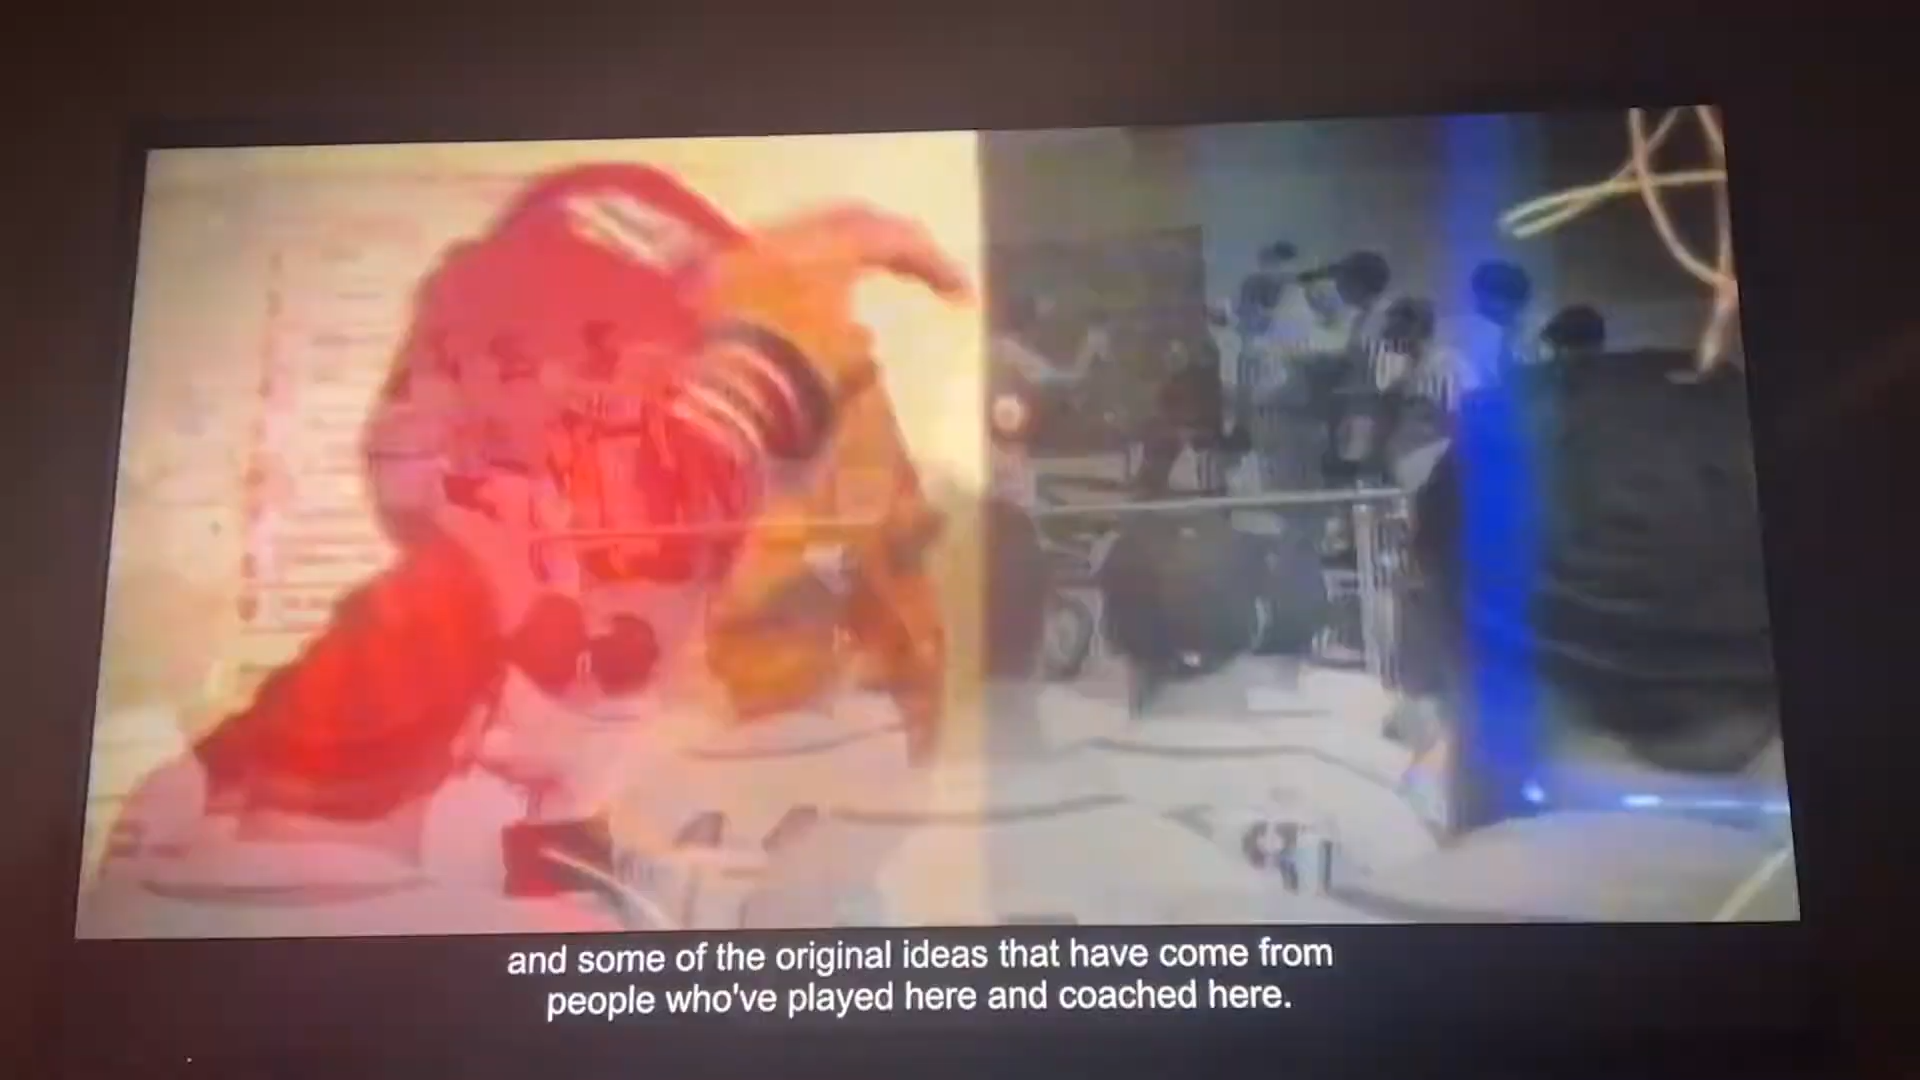 and some of the original ideas that have come from
people who've played here and coached here.